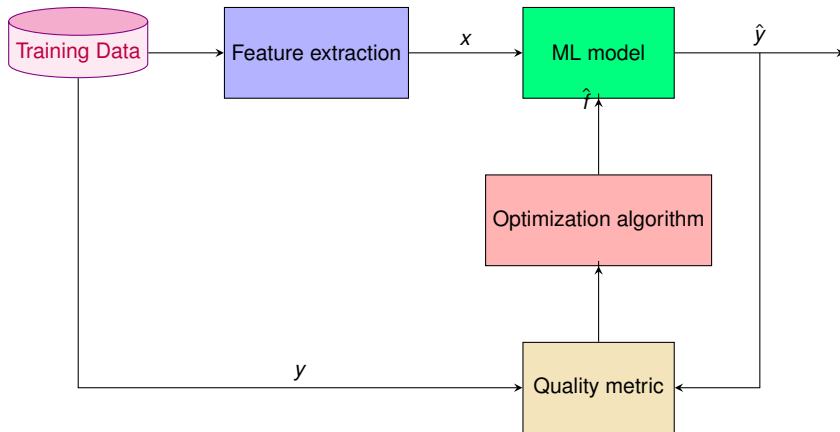 Training Data
Feature extraction
x
ML model
ŷ
f̂
Optimization algorithm
y
Quality metric